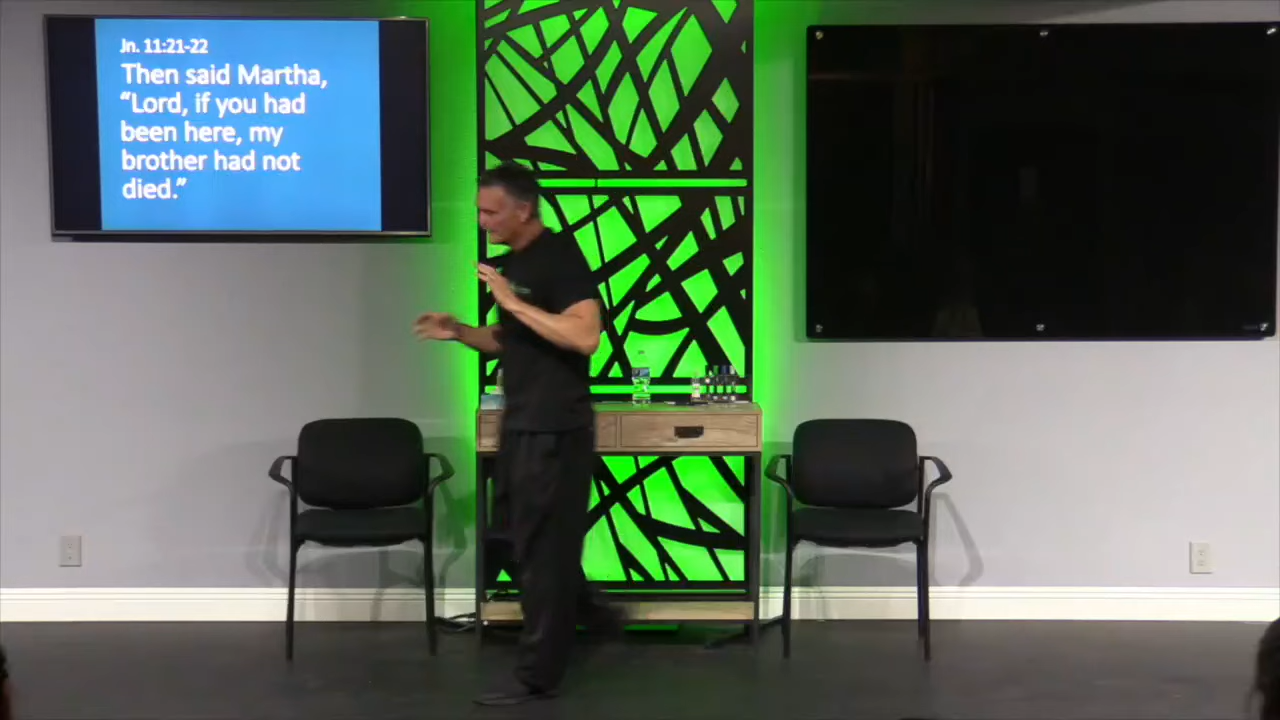 Jn. 11:21-22
Then said Martha,
“Lord, if you had
been here, my
brother had not
died.”